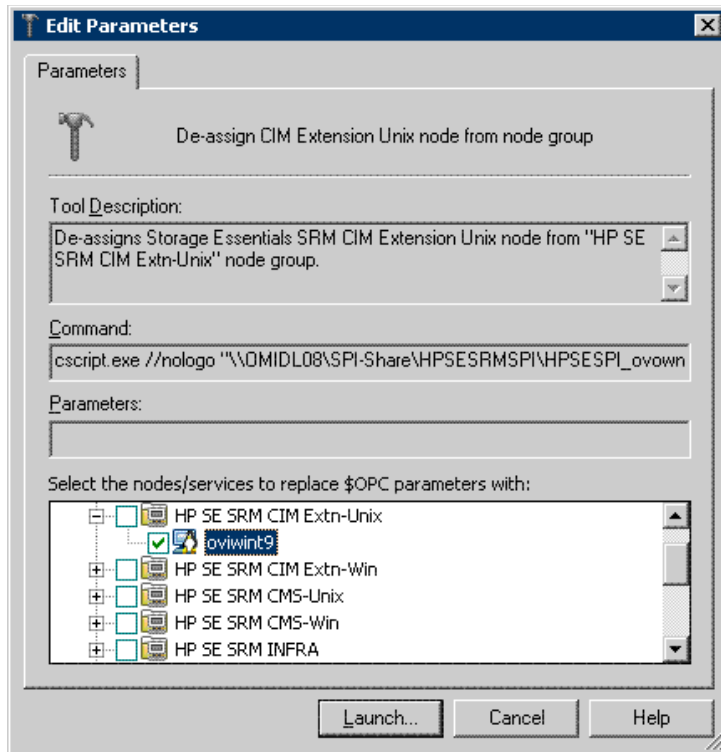 Edit Parameters
Parameters
De-assign CIM Extension Unix node from node group
Tool Description:
De-assigns Storage Essentials SRM CIM Extension Unix node from "HP SE
SRM CIM Extn-Unix" node group.
Command:
cscript.exe //nologo "\\OMIDL08\SPI-Share\HPSESRMSPI\HPSESPI_ovown
Parameters:
Select the nodes/services to replace $OPC parameters with:
HP SE SRM CIM Extn-Unix
oviwint9
HP SE SRM CIM Extn-Win
HP SE SRM CMS-Unix
HP SE SRM CMS-Win
HP SE SRM INFRA
Launch... Cancel Help